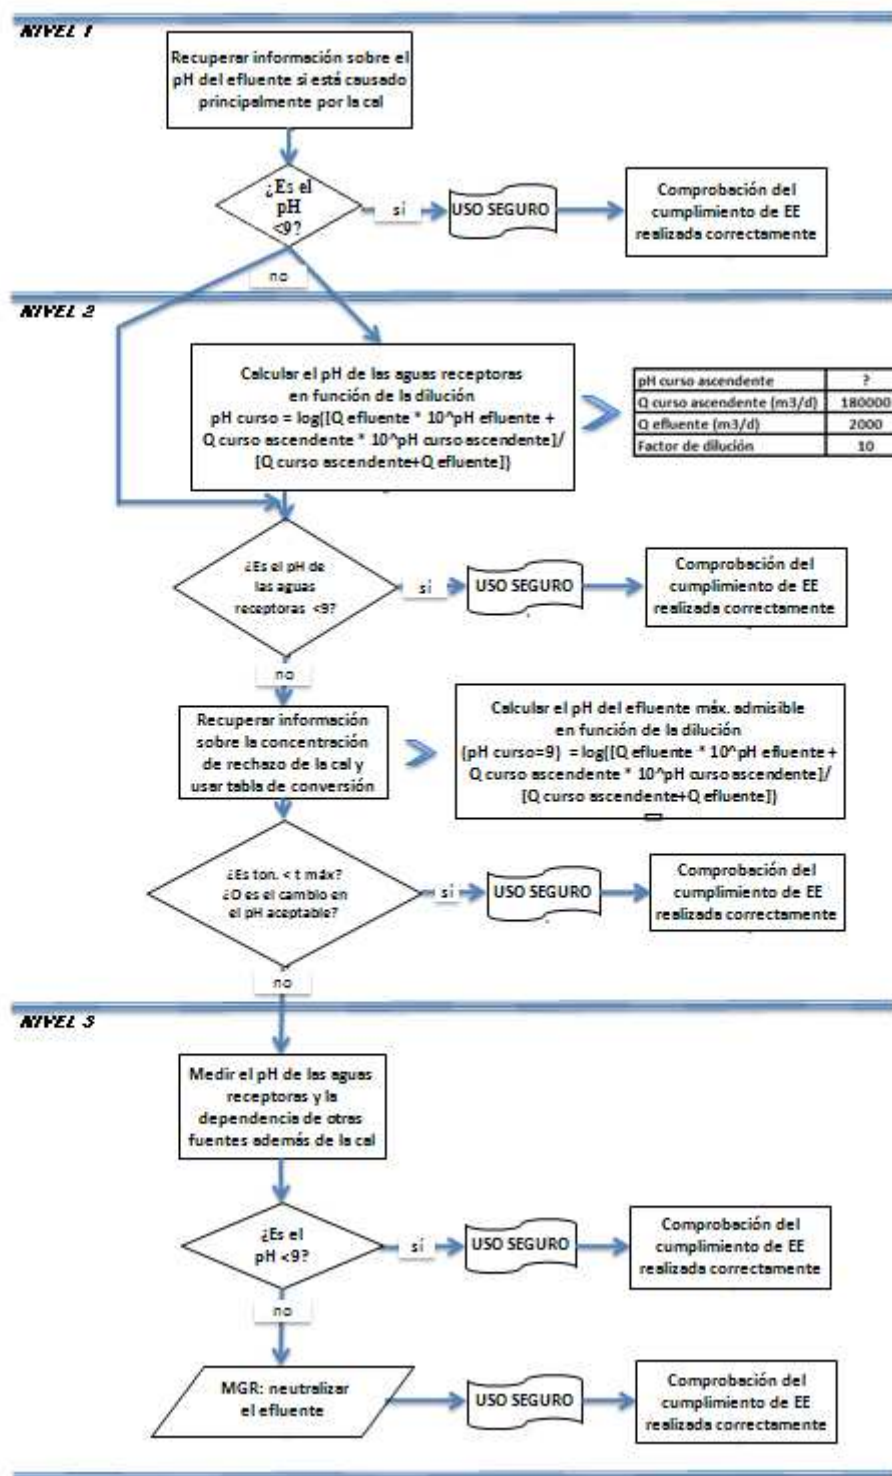 NIVEL 1
Recuperar información sobre el
pH del efluente si está causado
principalmente por la cal
¿Es el
pH
<9?
sí
USO SEGURO
Comprobación del
cumplimiento de EE
realizada correctamente
no
NIVEL 2
Calcular el pH de las aguas receptoras
en función de la dilución
pH curso = log([Q efluente * 10^pH efluente +
Q curso ascendente * 10^pH curso ascendente]/
[Q curso ascendente+Q efluente])
pH curso ascendente ?
Q curso ascendente (m3/d) 180000
Q efluente (m3/d) 2000
Factor de dilución 10
¿Es el pH de
las aguas
receptoras <9?
sí
USO SEGURO
Comprobación del
cumplimiento de EE
realizada correctamente
no
Recuperar información
sobre la concentración
de rechazo de la cal y
usar tabla de conversión
Calcular el pH del efluente máx. admisible
en función de la dilución
(pH curso=9) =log([Q efluente * 10^pH efluente +
Q curso ascendente * 10^pH curso ascendente]/
[Q curso ascendente+Q efluente])
¿Es ton. < t máx?
¿O es el cambio en
el pH aceptable?
sí
USO SEGURO
Comprobación del
cumplimiento de EE
realizada correctamente
no
NIVEL 3
Medir el pH de las aguas
receptoras y la
dependencia de otras
fuentes además de la cal
¿Es el
pH <9?
sí
USO SEGURO
Comprobación del
cumplimiento de EE
realizada correctamente
no
MGR: neutralizar
el efluente
USO SEGURO
Comprobación del
cumplimiento de EE
realizada correctamente